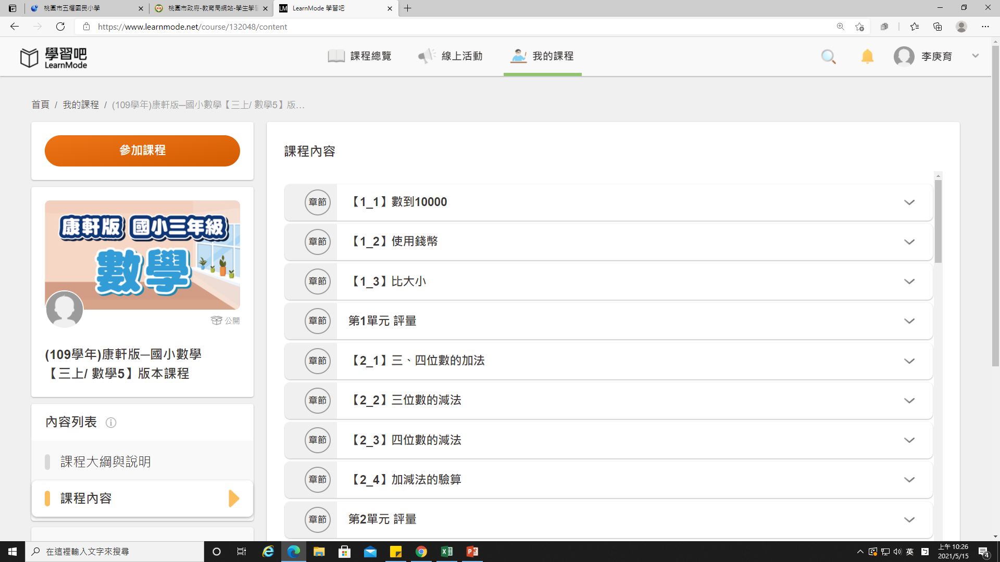 桃園市五權國民小學
桃園市政府-教育局網站-學生學
LearnMode 學習吧
https://www.learnmode.net/course/132048/content
學習吧
LearnMode
課程總覽
線上活動
我的課程
李庚育
首頁 / 我的課程 / (109學年)康軒版─國小數學【三上/ 數學5】版...
參加課程
康軒版 國小三年級
數學
公開
(109學年)康軒版─國小數學
【三上/ 數學5】版本課程
內容列表
課程大綱與說明
課程內容
課程內容
章節 【1_1】數到10000
章節 【1_2】使用錢幣
章節 【1_3】比大小
章節 第1單元 評量
章節 【2_1】三、四位數的加法
章節 【2_2】三位數的減法
章節 【2_3】四位數的減法
章節 【2_4】加減法的驗算
章節 第2單元 評量
在這裡輸入文字來搜尋
英
上午 10:26
2021/5/15
4